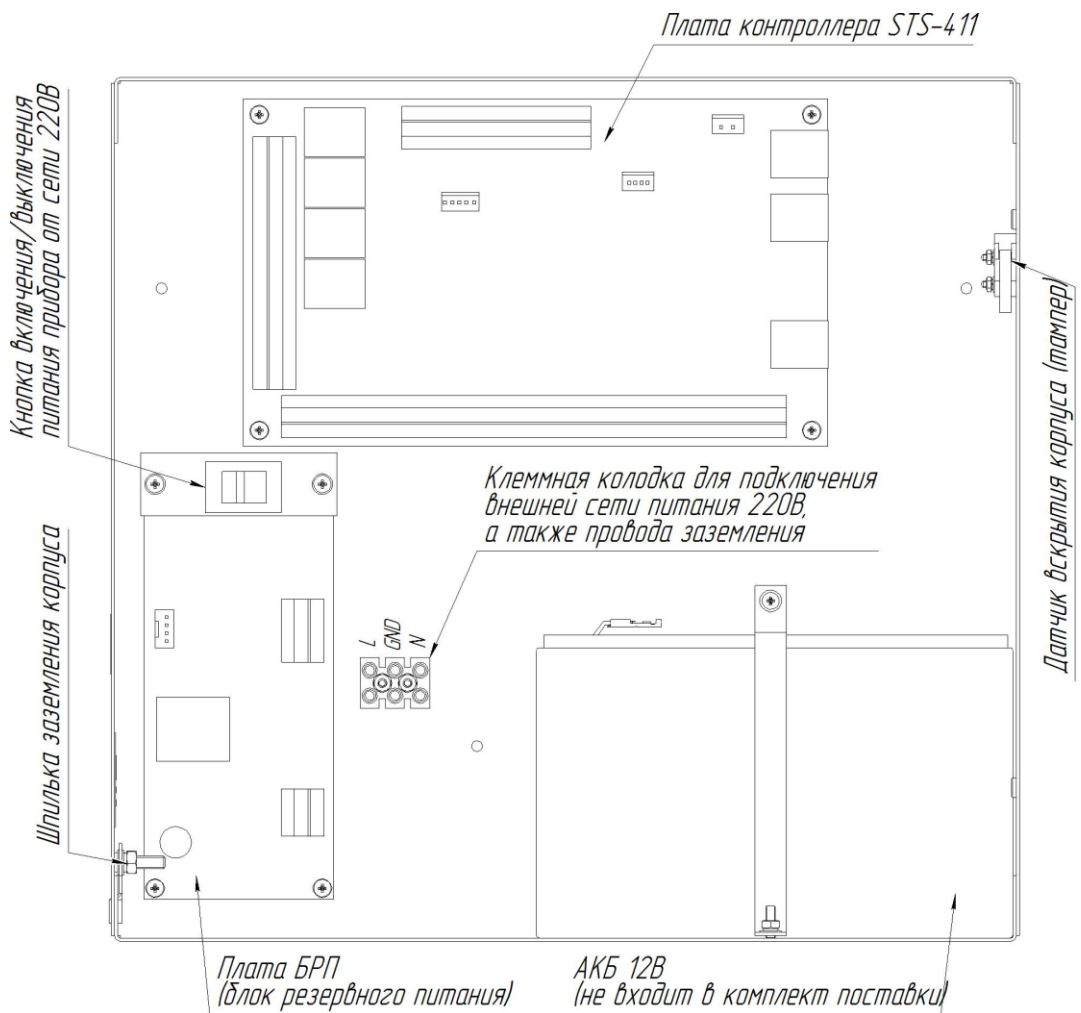 Плата контроллера STS-411
Кнопка включения/выключения
питания прибора от сети 220В
Датчик вскрытия корпуса (тампер)
Клеммная колодка для подключения
внешней сети питания 220В,
а также провода заземления
L
GND
N
Шпилька заземления корпуса
Плата БРП
(блок резервного питания)
АКБ 12В
(не входит в комплект поставки)